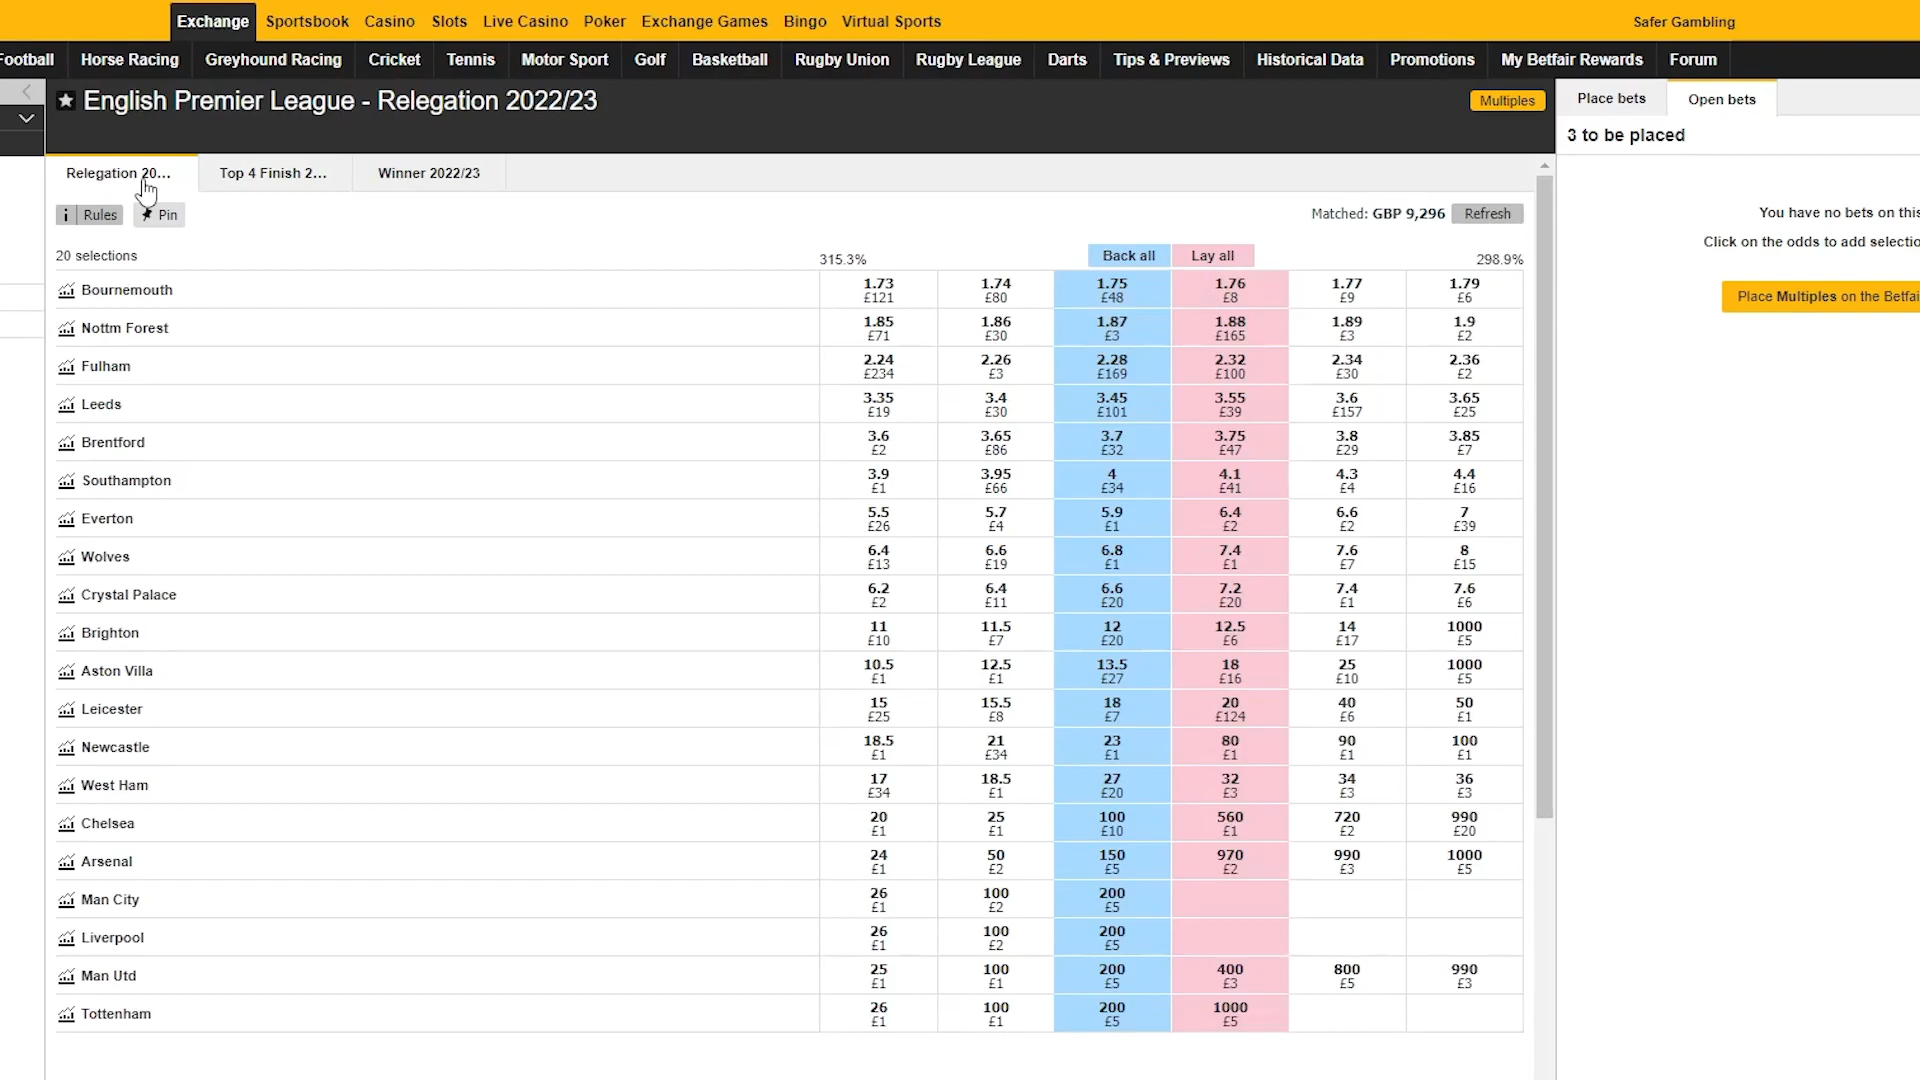 Exchange Sportsbook Casino Slots Live Casino Poker Exchange Games Bingo Virtual Sports Safer Gambling
Football Horse Racing Greyhound Racing Cricket Tennis Motor Sport Golf Basketball Rugby Union Rugby League Darts Tips & Previews Historical Data Promotions My Betfair Rewards Forum
English Premier League - Relegation 2022/23 Multiples
Place bets Open bets
3 to be placed
Relegation 20... Top 4 Finish 2... Winner 2022/23
i Rules Pin Matched: GBP 9,296 Refresh
You have no bets on this
Click on the odds to add selectio
Place Multiples on the Betfai
20 selections 315.3% Back all Lay all 298.9%
Bournemouth 1.73 1.74 1.75 1.76 1.77 1.79
£121 £80 £48 £8 £9 £6
Nottm Forest 1.85 1.86 1.87 1.88 1.89 1.9
£71 £30 £3 £165 £3 £2
Fulham 2.24 2.26 2.28 2.32 2.34 2.36
£234 £3 £169 £100 £30 £2
Leeds 3.35 3.4 3.45 3.55 3.6 3.65
£19 £30 £101 £39 £157 £25
Brentford 3.6 3.65 3.7 3.75 3.8 3.85
£2 £86 £32 £47 £29 £7
Southampton 3.9 3.95 4 4.1 4.3 4.4
£1 £66 £34 £41 £4 £16
Everton 5.5 5.7 5.9 6.4 6.6 7
£26 £4 £1 £2 £2 £39
Wolves 6.4 6.6 6.8 7.4 7.6 8
£13 £19 £1 £1 £7 £15
Crystal Palace 6.2 6.4 6.6 7.2 7.4 7.6
£2 £11 £20 £20 £1 £6
Brighton 11 11.5 12 12.5 14 1000
£10 £7 £20 £6 £17 £5
Aston Villa 10.5 12.5 13.5 18 25 1000
£1 £1 £27 £16 £10 £5
Leicester 15 15.5 18 20 40 50
£25 £8 £7 £124 £6 £1
Newcastle 18.5 21 23 80 90 100
£1 £34 £1 £1 £1 £1
West Ham 17 18.5 27 32 34 36
£34 £1 £20 £3 £3 £3
Chelsea 20 25 100 560 720 990
£1 £1 £10 £1 £2 £20
Arsenal 24 50 150 970 990 1000
£1 £2 £5 £2 £3 £5
Man City 26 100 200
£1 £2 £5
Liverpool 26 100 200
£1 £2 £5
Man Utd 25 100 200 400 800 990
£1 £1 £5 £3 £5 £3
Tottenham 26 100 200 1000
£1 £1 £5 £5